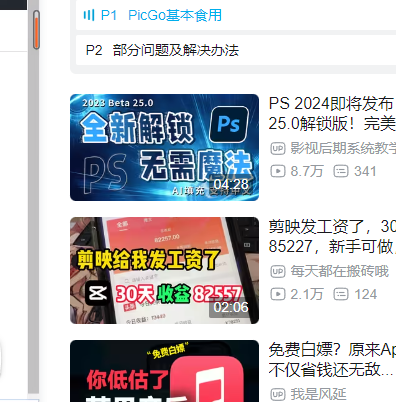 P1 PicGo基本食用
P2 部分问题及解决办法
2023 Beta 25.0
全新解锁
Ps
PS 无需魔法
AI填充
04:28
PS 2024即将发布
25.0解锁版！完美
UP 影视后期系统教学
8.7万 341
82257.00
剪映给我发工资了
30天 收益 82557
02:06
剪映发工资了，30
85227，新手可做
UP 每天都在搬砖哦
2.1万 124
“免费白嫖”
你低估了
免费白嫖？原来Ap
不仅省钱还无敌...
UP 我是风延